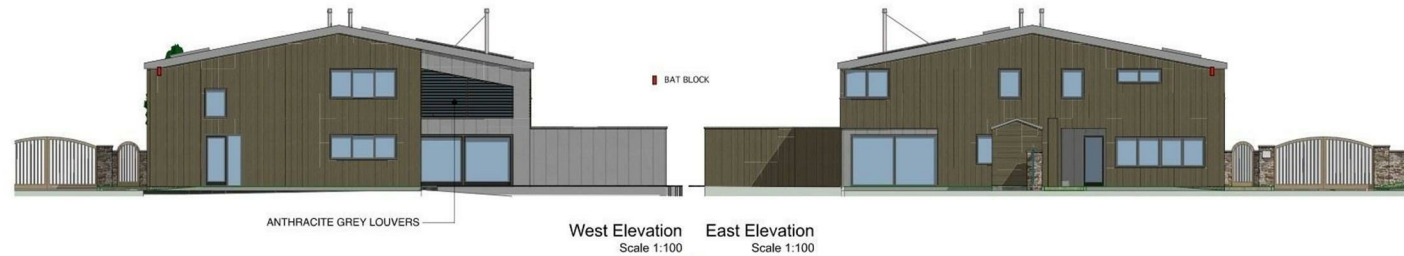 BAT BLOCK
ANTHRACITE GREY LOUVERS
West Elevation
Scale 1:100
East Elevation
Scale 1:100